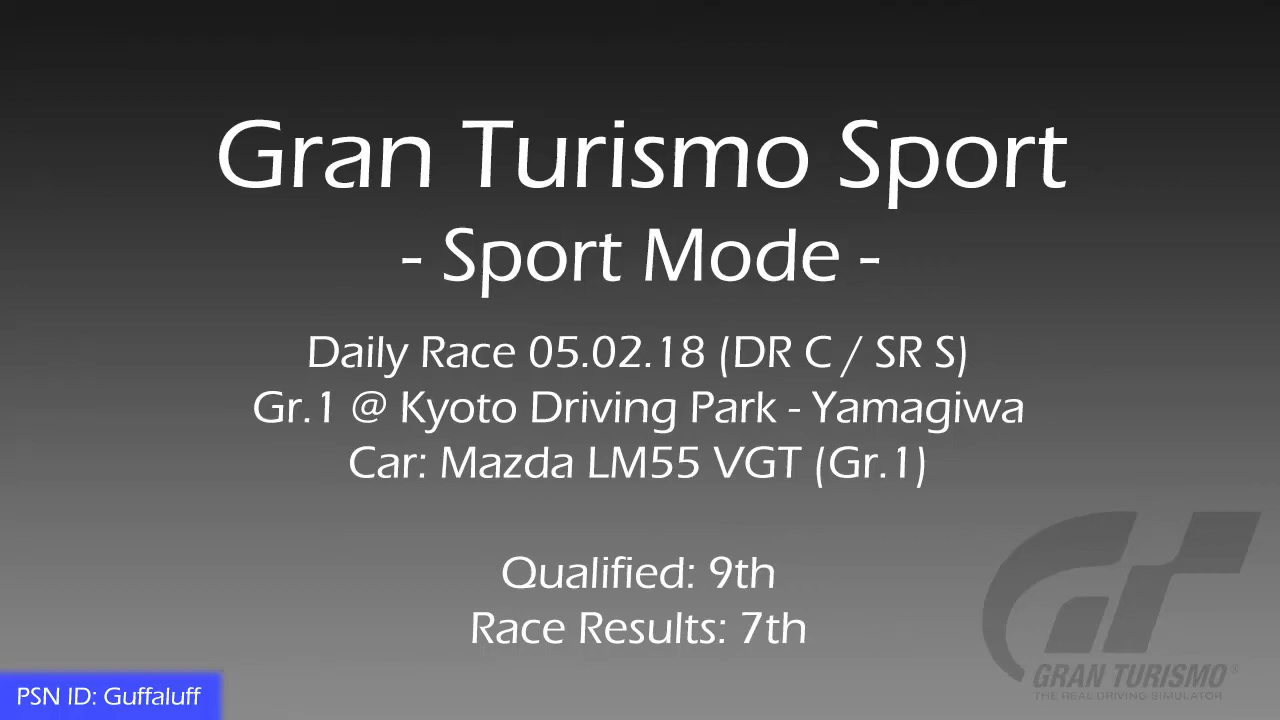 Gran Turismo Sport
- Sport Mode -
Daily Race 05.02.18 (DR C / SR S)
Gr.1 @ Kyoto Driving Park - Yamagiwa
Car: Mazda LM55 VGT (Gr.1)
Qualified: 9th
Race Results: 7th
GRAN TURISMO®
THE REAL DRIVING SIMULATOR
PSN ID: Guffaluff